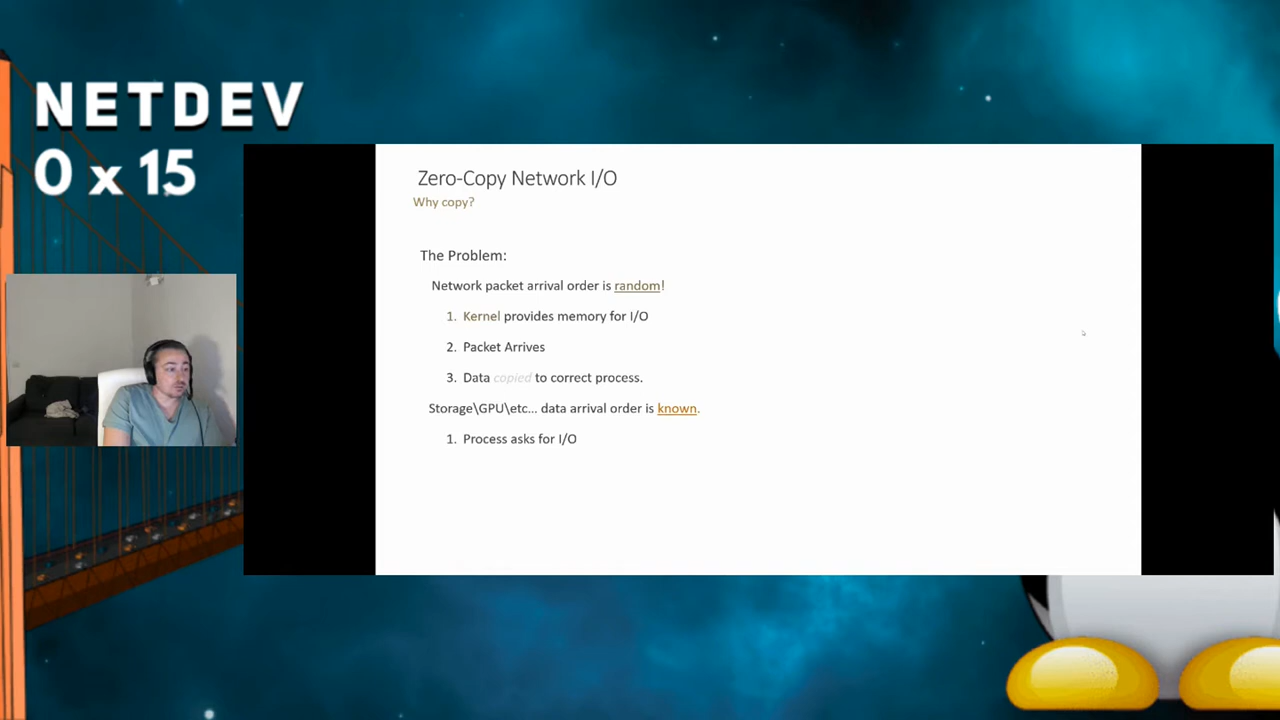 NETDEV
0 x 15
Zero-Copy Network I/O
Why copy?
The Problem:
Network packet arrival order is random!
1. Kernel provides memory for I/O
2. Packet Arrives
3. Data copied to correct process.
Storage\GPU\etc... data arrival order is known.
1. Process asks for I/O